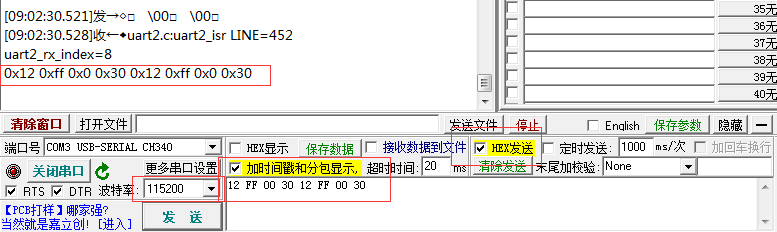 [09:02:30.521]发→◇□ \00□ \00□
[09:02:30.528]收←◆uart2.c:uart2_isr LINE=452
uart2_rx_index=8
0x12 0xff 0x0 0x30 0x12 0xff 0x0 0x30
35无
36无
37无
38无
39无
40无
清除窗口 打开文件 发送文件 停止 English 保存参数 隐藏 —
端口号 COM3 USB-SERIAL CH340 HEX显示 保存数据 接收数据到文件 HEX发送 定时发送: 1000 ms/次 加回车换行
关闭串口 更多串口设置 加时间戳和分包显示, 超时时间: 20 ms 清除发送 末尾加校验: None
RTS DTR 波特率: 115200 12 FF 00 30 12 FF 00 30
【PCB打样】哪家强?
当然就是嘉立创! [进入]
发 送